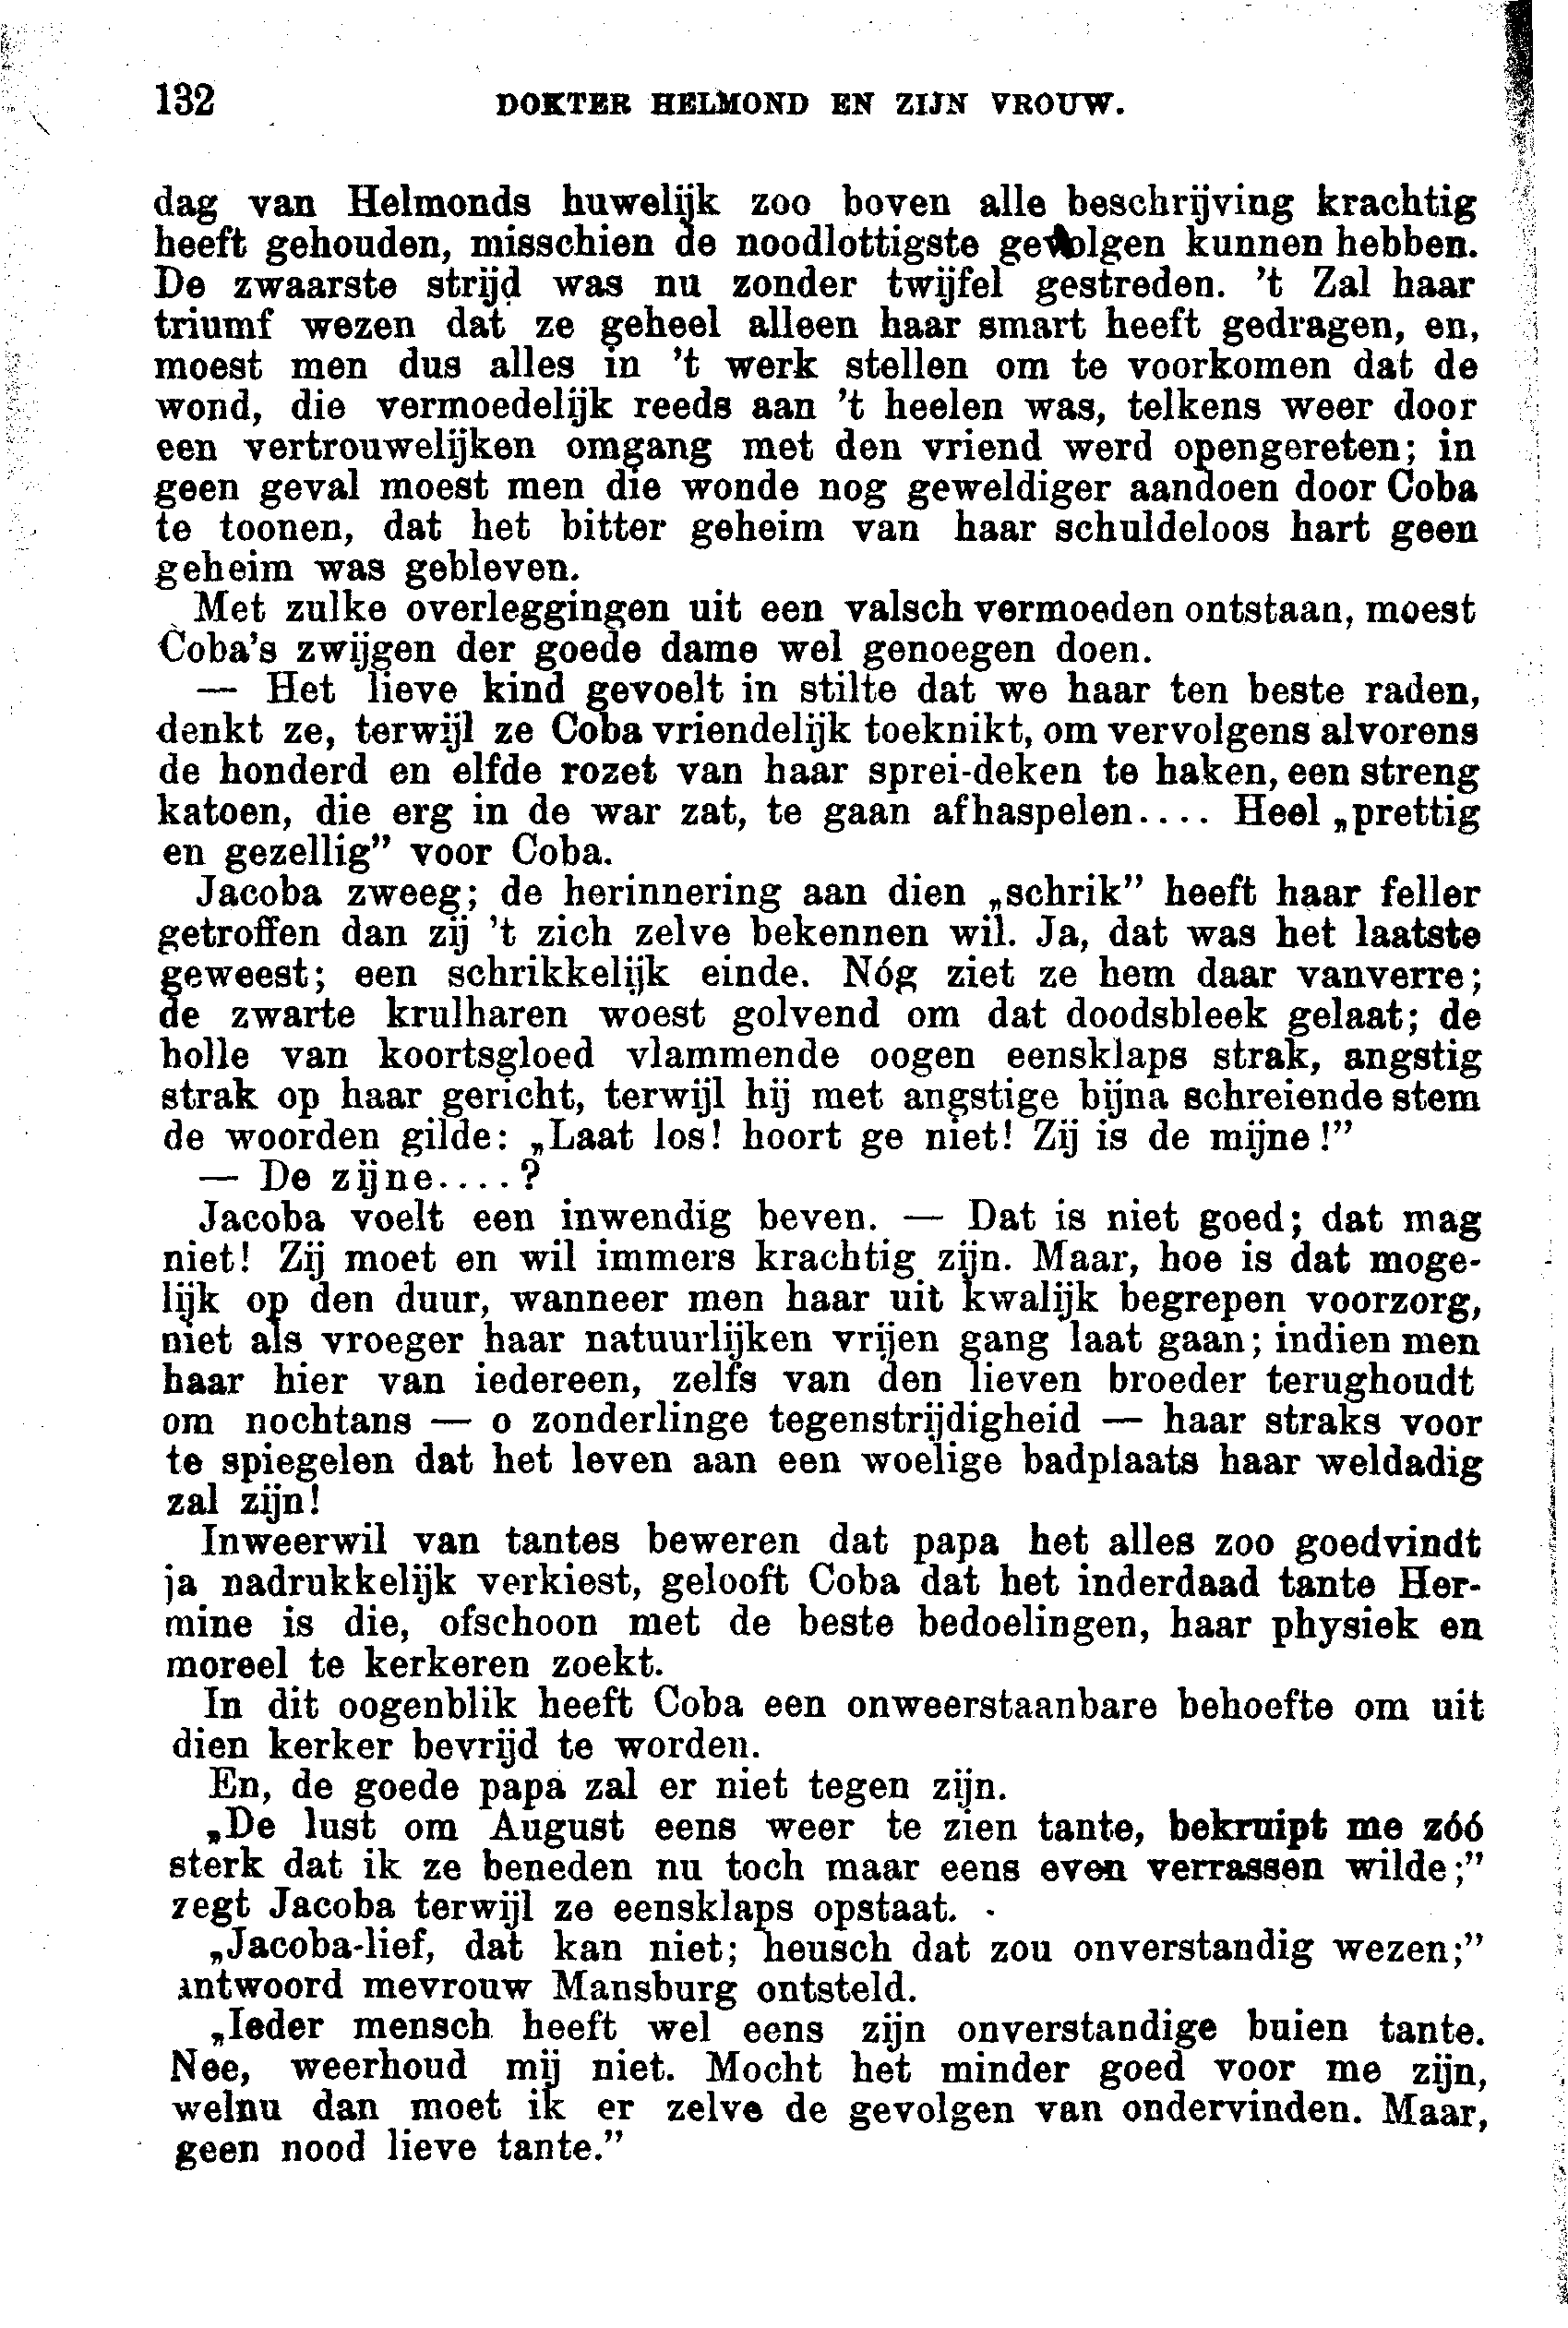 132 DOKTER HELMOND EN ZIJN VROUW.
dag van Helmonds huwelijk zoo boven alle beschrijving krachtig
heeft gehouden, misschien de noodlottigste gevolgen kunnen hebben.
De zwaarste strijd was nu zonder twijfel gestreden. 't Zal haar
triumf wezen dat ze geheel alleen haar smart heeft gedragen, en,
moest men dus alles in 't werk stellen om te voorkomen dat de
wond, die vermoedelijk reeds aan 't heelen was, telkens weer door
een vertrouwelijken omgang met den vriend werd opengereten; in
geen geval moest men die wonde nog geweldiger aandoen door Coba
te toonen, dat het bitter geheim van haar schuldeloos hart geen
geheim was gebleven.
Met zulke overleggingen uit een valsch vermoeden ontstaan, moest
Coba's zwijgen der goede dame wel genoegen doen.
— Het lieve kind gevoelt in stilte dat we haar ten beste raden,
denkt ze, terwijl ze Coba vriendelijk toeknikt, om vervolgens alvorens
de honderd en elfde rozet van haar sprei-deken te haken, een streng
katoen, die erg in de war zat, te gaan afhaspelen.... Heel „prettig
en gezellig” voor Coba.
Jacoba zweeg; de herinnering aan dien „schrik” heeft haar feller
getroffen dan zij 't zich zelve bekennen wil. Ja, dat was het laatste
geweest; een schrikkelijk einde. Nóg ziet ze hem daar vanverre;
de zwarte krulharen woest golvend om dat doodsbleek gelaat; de
holle van koortsgloed vlammende oogen eensklaps strak, angstig
strak op haar gericht, terwijl hij met angstige bijna schreiende stem
de woorden gilde: „Laat los! hoort ge niet! Zij is de mijne!”
— De zijne....?
Jacoba voelt een inwendig beven. — Dat is niet goed; dat mag
niet! Zij moet en wil immers krachtig zijn. Maar, hoe is dat moge-
lijk op den duur, wanneer men haar uit kwalijk begrepen voorzorg,
niet als vroeger haar natuurlijken vrijen gang laat gaan; indien men
haar hier van iedereen, zelfs van den lieven broeder terughoudt
om nochtans — o zonderlinge tegenstrijdigheid — haar straks voor
te spiegelen dat het leven aan een woelige badplaats haar weldadig
zal zijn!
Inweerwil van tantes beweren dat papa het alles zoo goedvindt
ja nadrukkelijk verkiest, gelooft Coba dat het inderdaad tante Her-
mine is die, ofschoon met de beste bedoelingen, haar physiek en
moreel te kerkeren zoekt.
In dit oogenblik heeft Coba een onweerstaanbare behoefte om uit
dien kerker bevrijd te worden.
En, de goede papa zal er niet tegen zijn.
„De lust om August eens weer te zien tante, bekruipt me zóó
sterk dat ik ze beneden nu toch maar eens even verrassen wilde;”
zegt Jacoba terwijl ze eensklaps opstaat.
„Jacoba-lief, dat kan niet; heusch dat zou onverstandig wezen;”
antwoord mevrouw Mansburg ontsteld.
„Ieder mensch heeft wel eens zijn onverstandige buien tante.
Nee, weerhoud mij niet. Mocht het minder goed voor me zijn,
welnu dan moet ik er zelve de gevolgen van ondervinden. Maar,
geen nood lieve tante.”